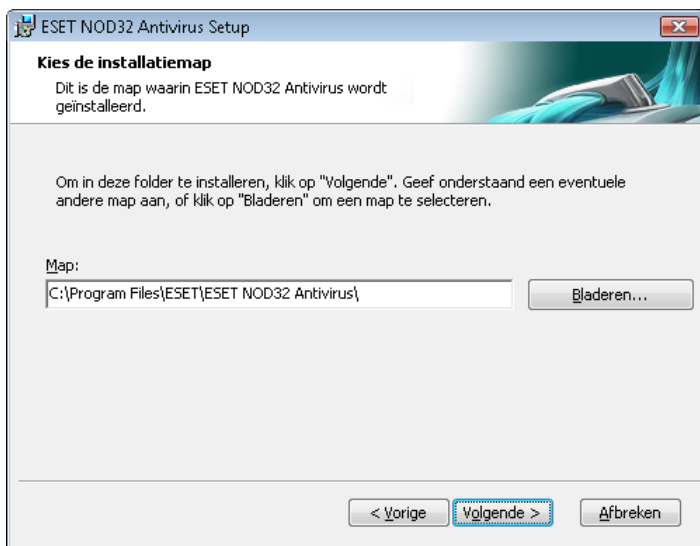 ESET NOD32 Antivirus Setup
Kies de installatiemap
Dit is de map waarin ESET NOD32 Antivirus wordt
geïnstalleerd.
Om in deze folder te installeren, klik op "Volgende". Geef onderstaand een eventuele
andere map aan, of klik op "Bladeren" om een map te selecteren.
Map:
C:\Program Files\ESET\ESET NOD32 Antivirus\
Bladeren...
< Vorige
Volgende >
Afbreken